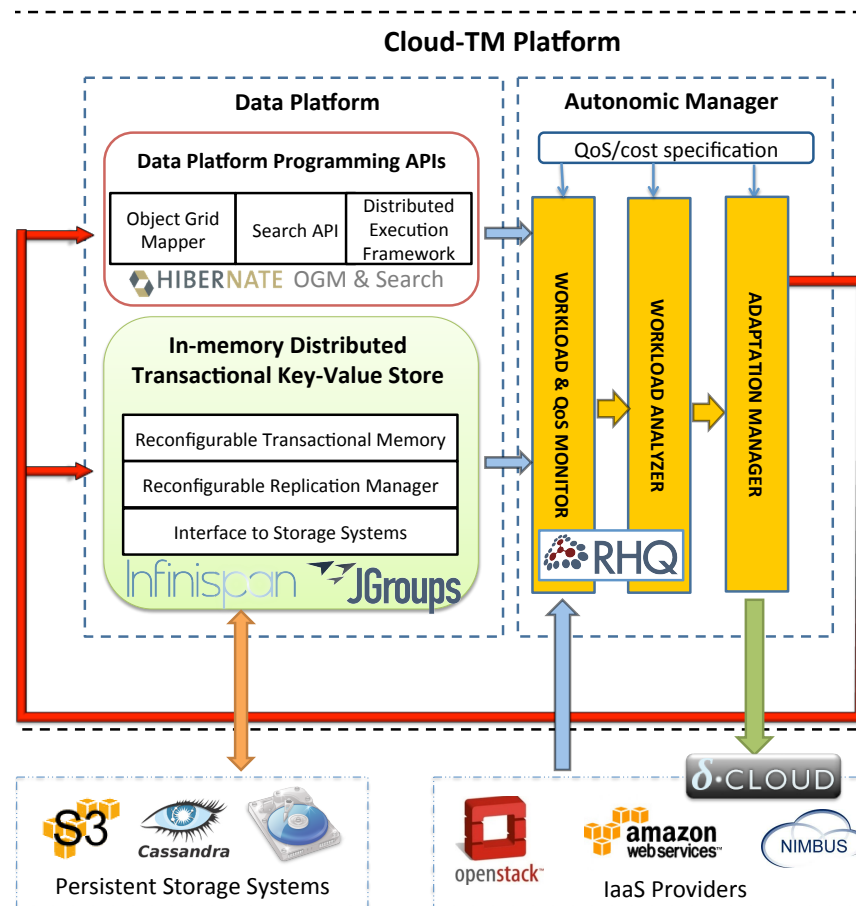 Cloud-TM Platform
Data Platform
Data Platform Programming APIs
Object Grid
Mapper
Search API
Distributed
Execution
Framework
HIBERNATE OGM & Search
In-memory Distributed
Transactional Key-Value Store
Reconfigurable Transactional Memory
Reconfigurable Replication Manager
Interface to Storage Systems
Infinispan
JGroups
Autonomic Manager
QoS/cost specification
WORKLOAD & QoS MONITOR
WORKLOAD ANALYZER
ADAPTATION MANAGER
RHQ
S3
Cassandra
Persistent Storage Systems
δ·CLOUD
openstack™
amazon
webservices™
NIMBUS
IaaS Providers